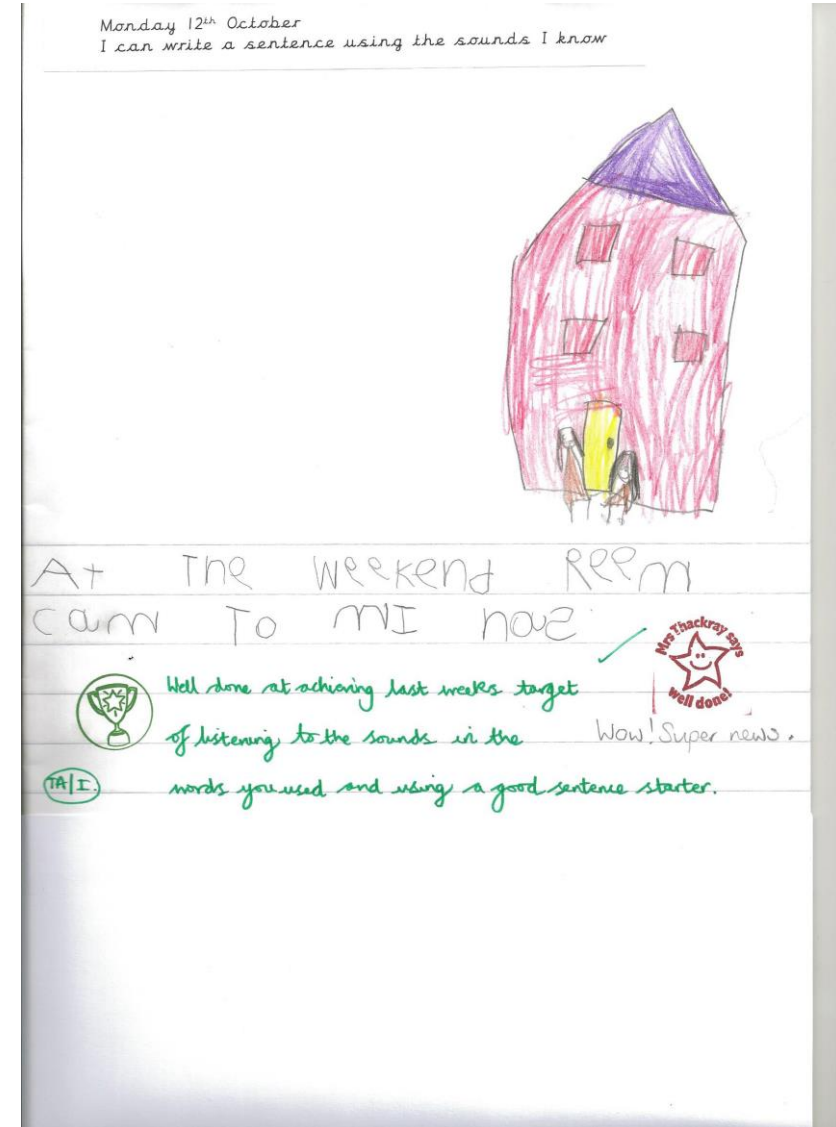 Monday 12th October
I can write a sentence using the sounds I know
At The weekend Reem
cam To mI haus
Mrs Thackray says
well done!
Well done at achieving last weeks target
of listening to the sounds in the
Wow! Super news.
TA/I.
words you used and using a good sentence starter.